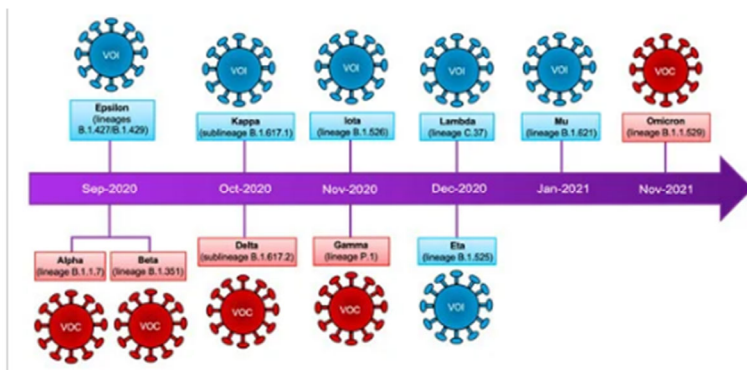 VOI
VOI
VOI
VOI
VOI
VOC
Epsilon
(lineages
B.1.427/B.1.429)
Kappa
(sublineage B.1.617.1)
Iota
(lineage B.1.526)
Lambda
(lineage C.37)
Mu
(lineage B.1.621)
Omicron
(lineage B.1.1.529)
Sep-2020
Oct-2020
Nov-2020
Dec-2020
Jan-2021
Nov-2021
Alpha
(lineage B.1.1.7)
Beta
(lineage B.1.351)
Delta
(sublineage B.1.617.2)
Gamma
(lineage P.1)
Eta
(lineage B.1.525)
VOC
VOC
VOC
VOC
VOI